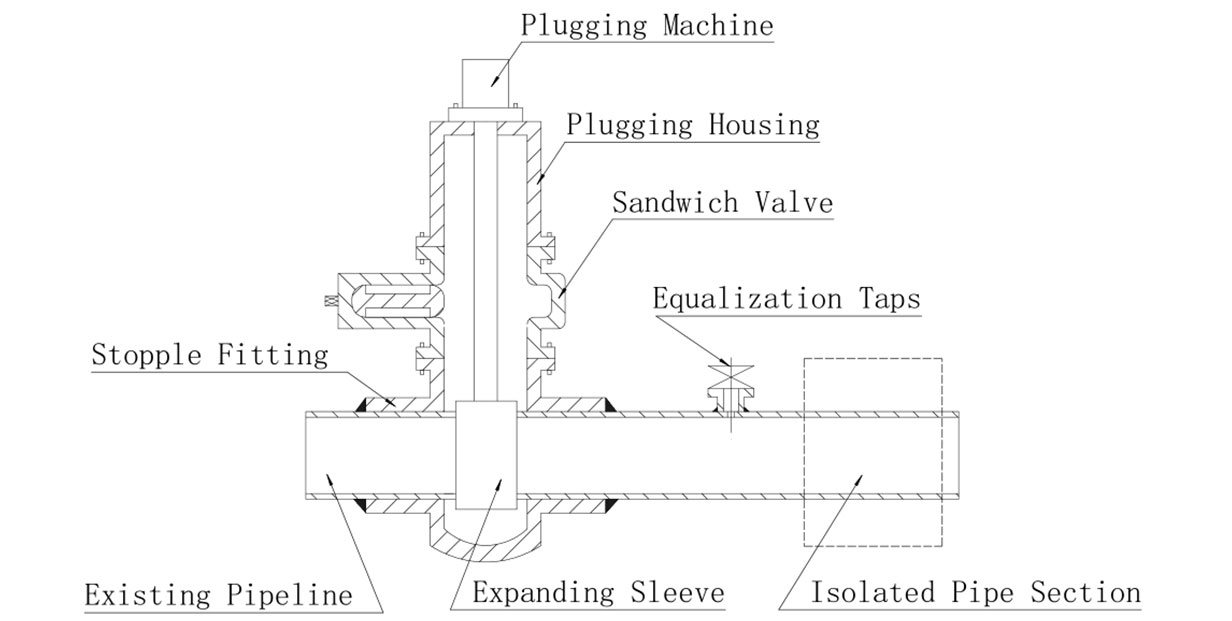 Plugging Machine
Plugging Housing
Sandwich Valve
Equalization Taps
Stopple Fitting
Existing Pipeline
Expanding Sleeve
Isolated Pipe Section